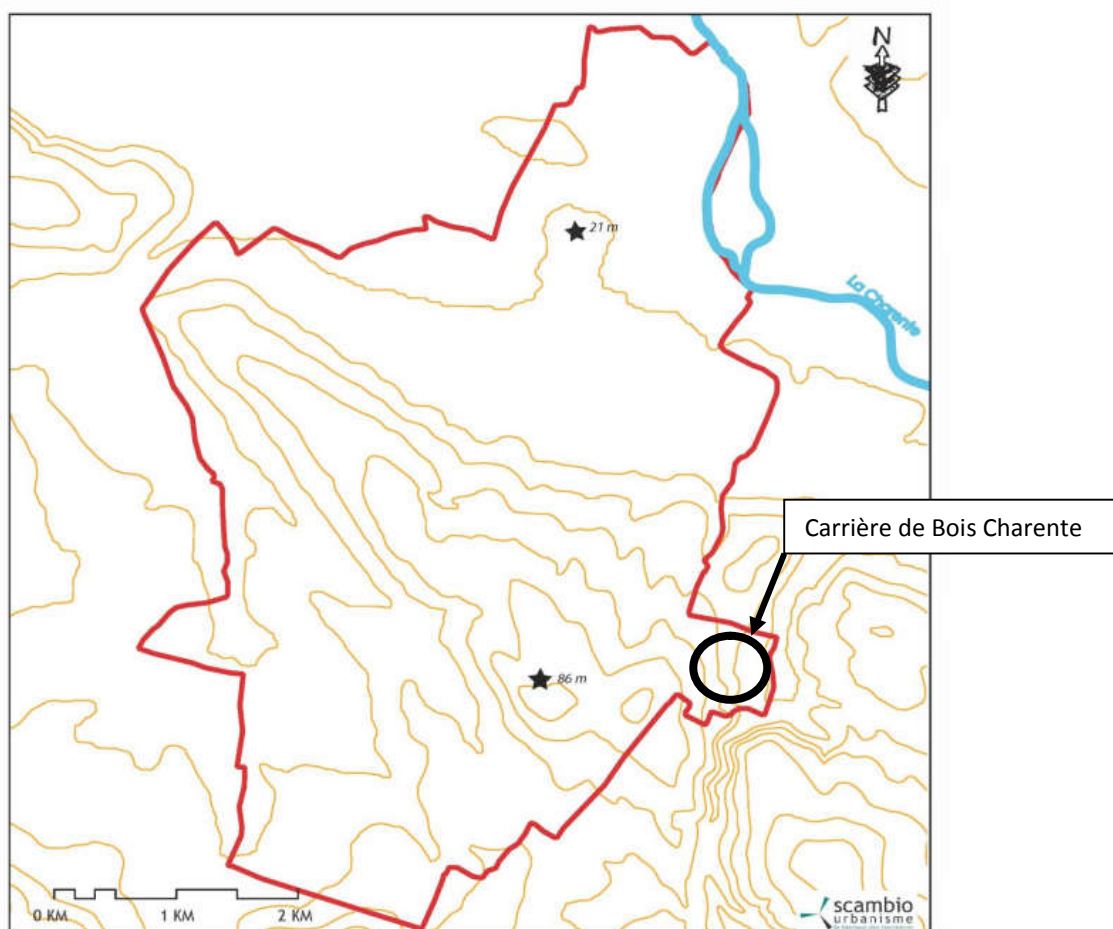 N
21 m
La Charente
Carrière de Bois Charente
86 m
0 KM 1 KM 2 KM
scambio
urbanisme